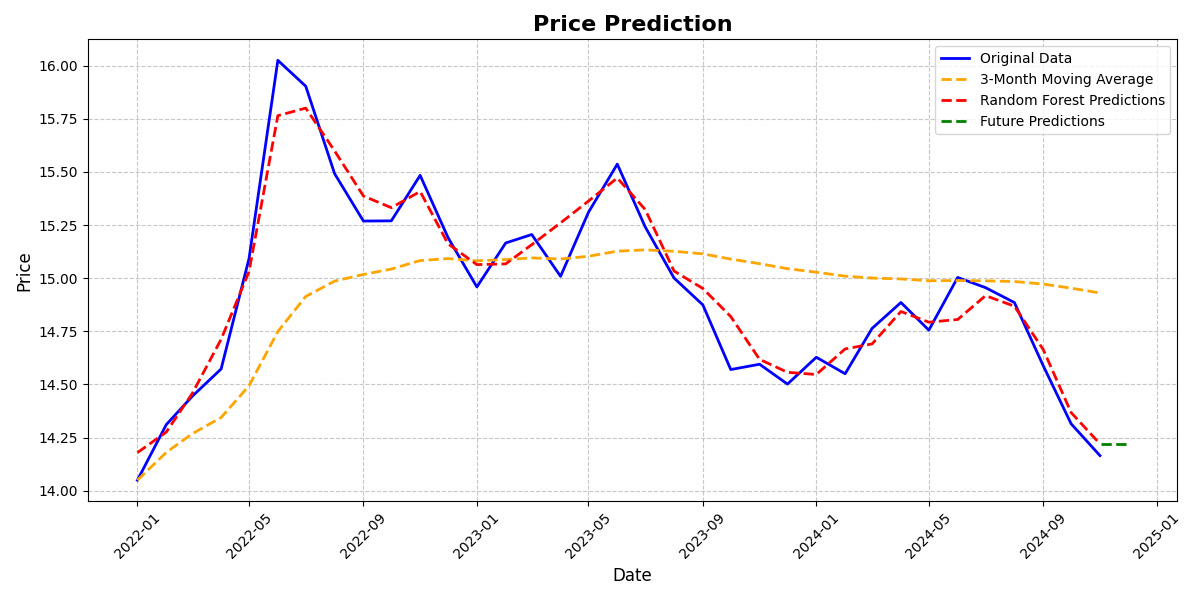 Price Prediction
Original Data
3-Month Moving Average
Random Forest Predictions
Future Predictions
Price
16.00
15.75
15.50
15.25
15.00
14.75
14.50
14.25
14.00
2022-01
2022-05
2022-09
2023-01
2023-05
2023-09
2024-01
2024-05
2024-09
2025-01
Date